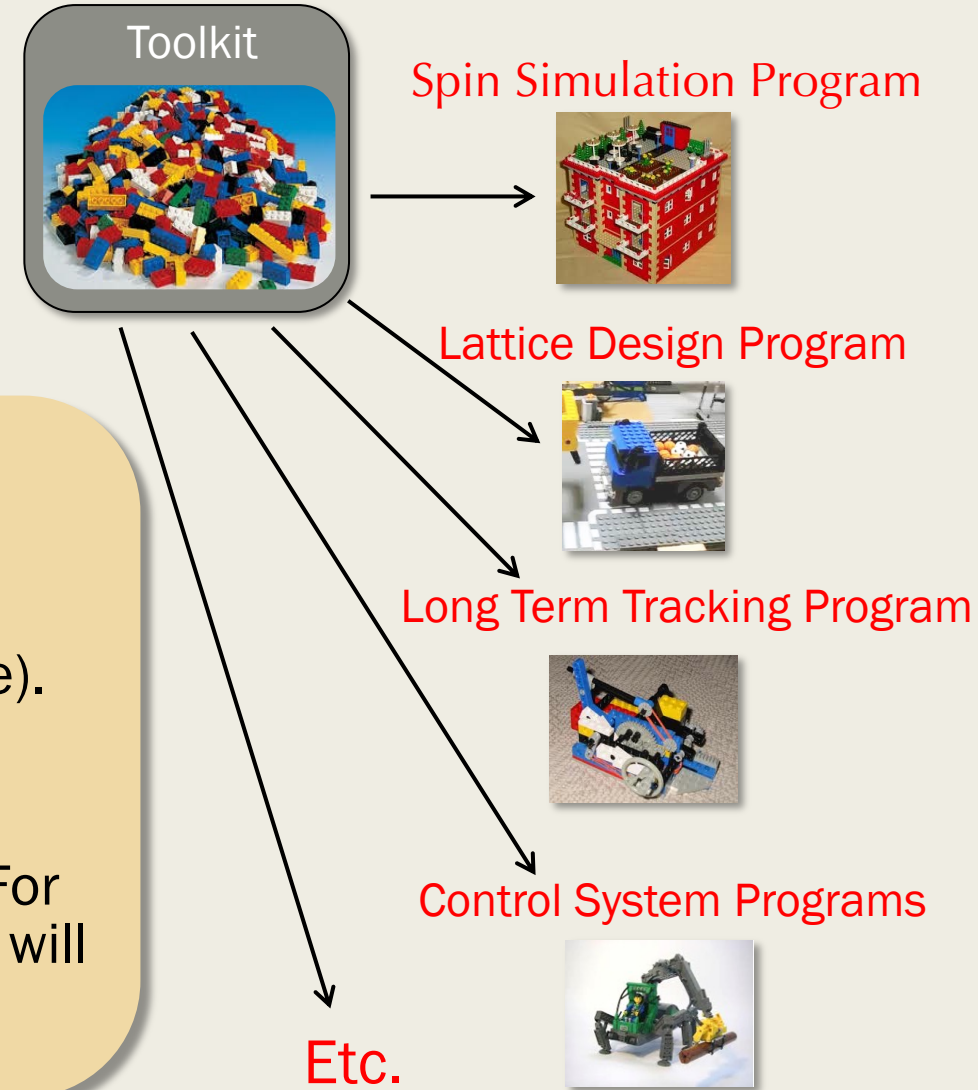 Toolkit
Spin Simulation Program
Lattice Design Program
Long Term Tracking Program
e).
For
will
Control System Programs
Etc.